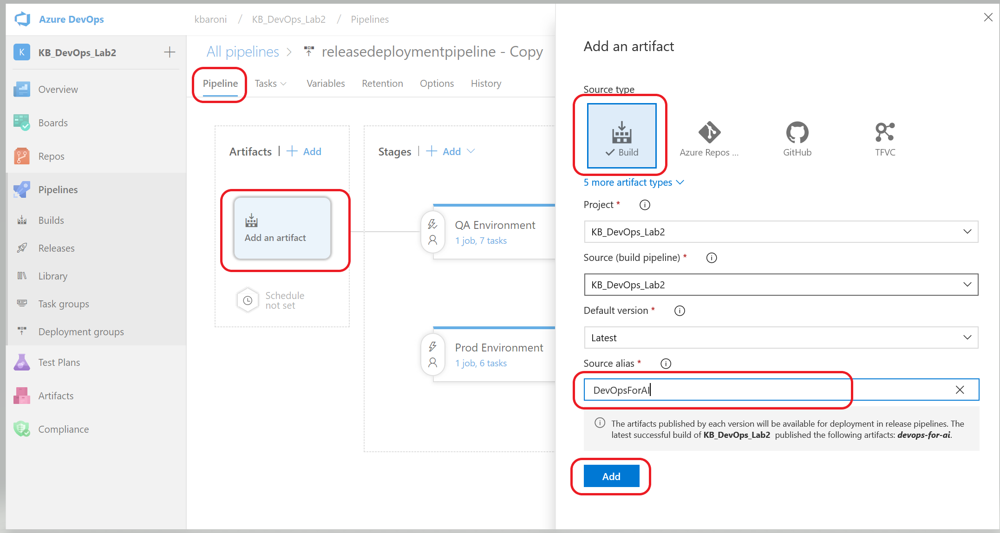 Azure DevOps
kbaroni / KB_DevOps_Lab2 / Pipelines
K KB_DevOps_Lab2
Overview
Boards
Repos
Pipelines
Builds
Releases
Library
Task groups
Deployment groups
Test Plans
Artifacts
Compliance
All pipelines > releasedeploymentpipeline - Copy
Pipeline Tasks Variables Retention Options History
Artifacts | + Add
Stages | + Add
Add an artifact
Schedule
not set
QA Environment
1 job, 7 tasks
Prod Environment
1 job, 6 tasks
Add an artifact
Source type
Build
Azure Repos ...
GitHub
TFVC
5 more artifact types
Project *
KB_DevOps_Lab2
Source (build pipeline) *
KB_DevOps_Lab2
Default version *
Latest
Source alias *
DevOpsForAI
The artifacts published by each version will be available for deployment in release pipelines. The
latest successful build of KB_DevOps_Lab2 published the following artifacts: devops-for-ai.
Add